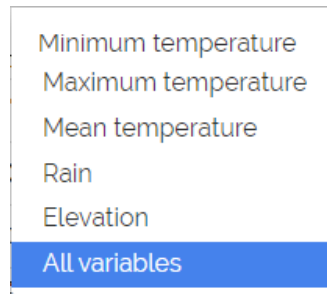 Minimum temperature
Maximum temperature
Mean temperature
Rain
Elevation
All variables